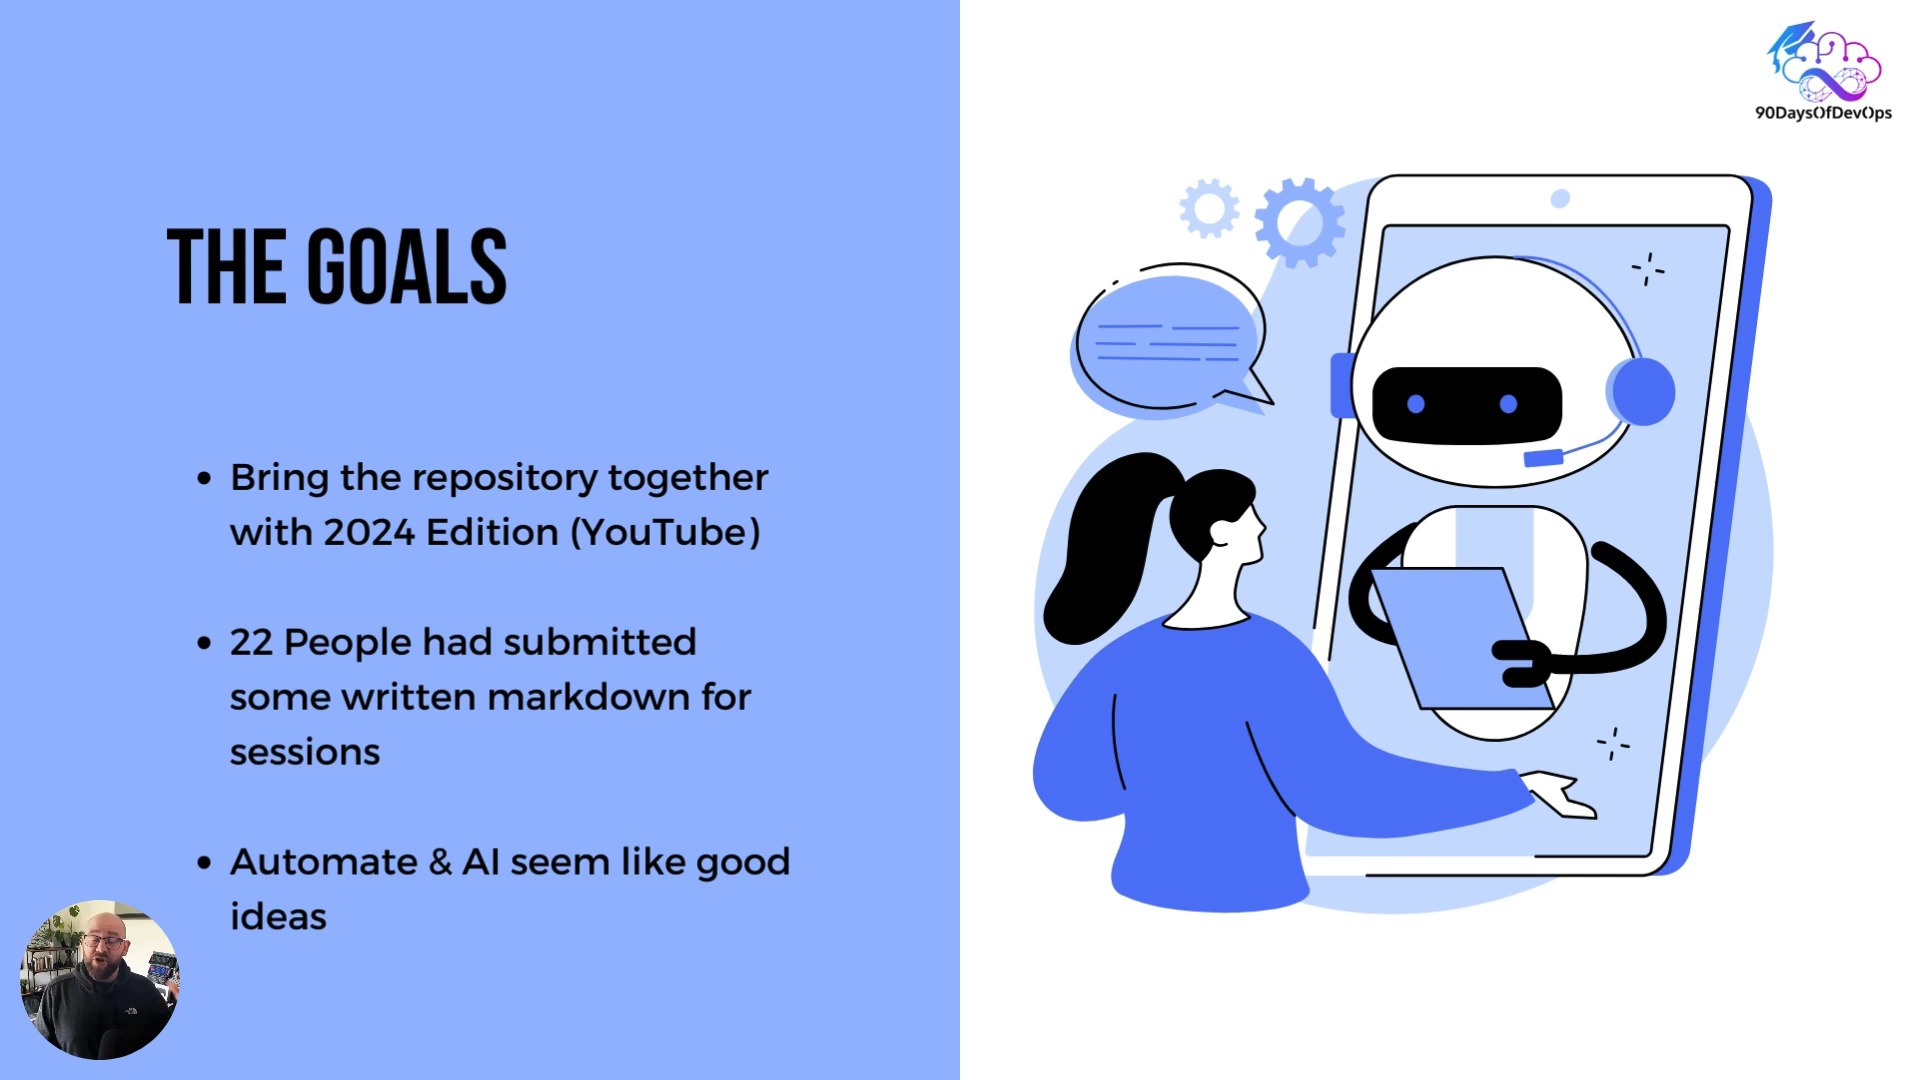 90DaysOfDevOps
THE GOALS
• Bring the repository together
with 2024 Edition (YouTube)
• 22 People had submitted
some written markdown for
sessions
• Automate & AI seem like good
ideas